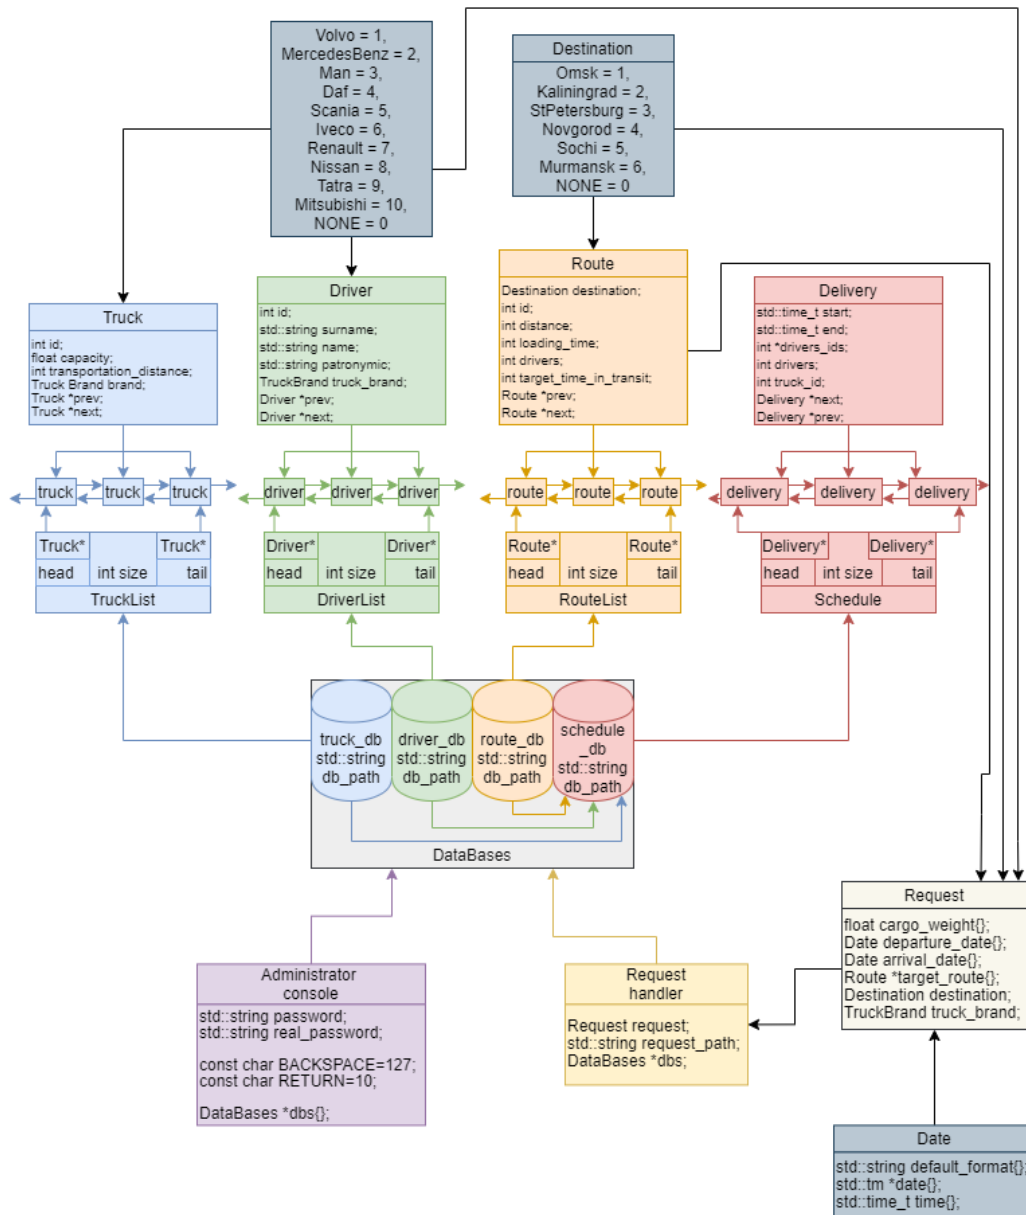 Volvo = 1,
MercedesBenz = 2,
Man = 3,
Daf = 4,
Scania = 5,
Iveco = 6,
Renault = 7,
Nissan = 8,
Tatra = 9,
Mitsubishi = 10,
NONE = 0
Destination
Omsk = 1,
Kaliningrad = 2,
StPetersburg = 3,
Novgorod = 4,
Sochi = 5,
Murmansk = 6,
NONE = 0
Truck
int id;
float capacity;
int transportation_distance;
Truck Brand brand;
Truck *prev;
Truck *next;
Driver
int id;
std::string surname;
std::string name;
std::string patronymic;
TruckBrand truck_brand;
Driver *prev;
Driver *next;
Route
Destination destination;
int id;
int distance;
int loading_time;
int drivers;
int target_time_in_transit;
Route *prev;
Route *next;
Delivery
std::time_t start;
std::time_t end;
int *drivers_ids;
int drivers;
int truck_id;
Delivery *next;
Delivery *prev;
truck truck truck
driver driver driver
route route route
delivery delivery delivery
Truck* Truck*
head int size tail
TruckList
Driver* Driver*
head int size tail
DriverList
Route* Route*
head int size tail
RouteList
Delivery* Delivery*
head int size tail
Schedule
truck_db
std::string
db_path
driver_db
std::string
db_path
route_db
std::string
db_path
schedule
_db
std::string
db_path
DataBases
Administrator
console
std::string password;
std::string real_password;
const char BACKSPACE=127;
const char RETURN=10;
DataBases *dbs{};
Request
handler
Request request;
std::string request_path;
DataBases *dbs;
Request
float cargo_weight{};
Date departure_date{};
Date arrival_date{};
Route *target_route{};
Destination destination;
TruckBrand truck_brand;
Date
std::string default_format{};
std::tm *date{};
std::time_t time{};